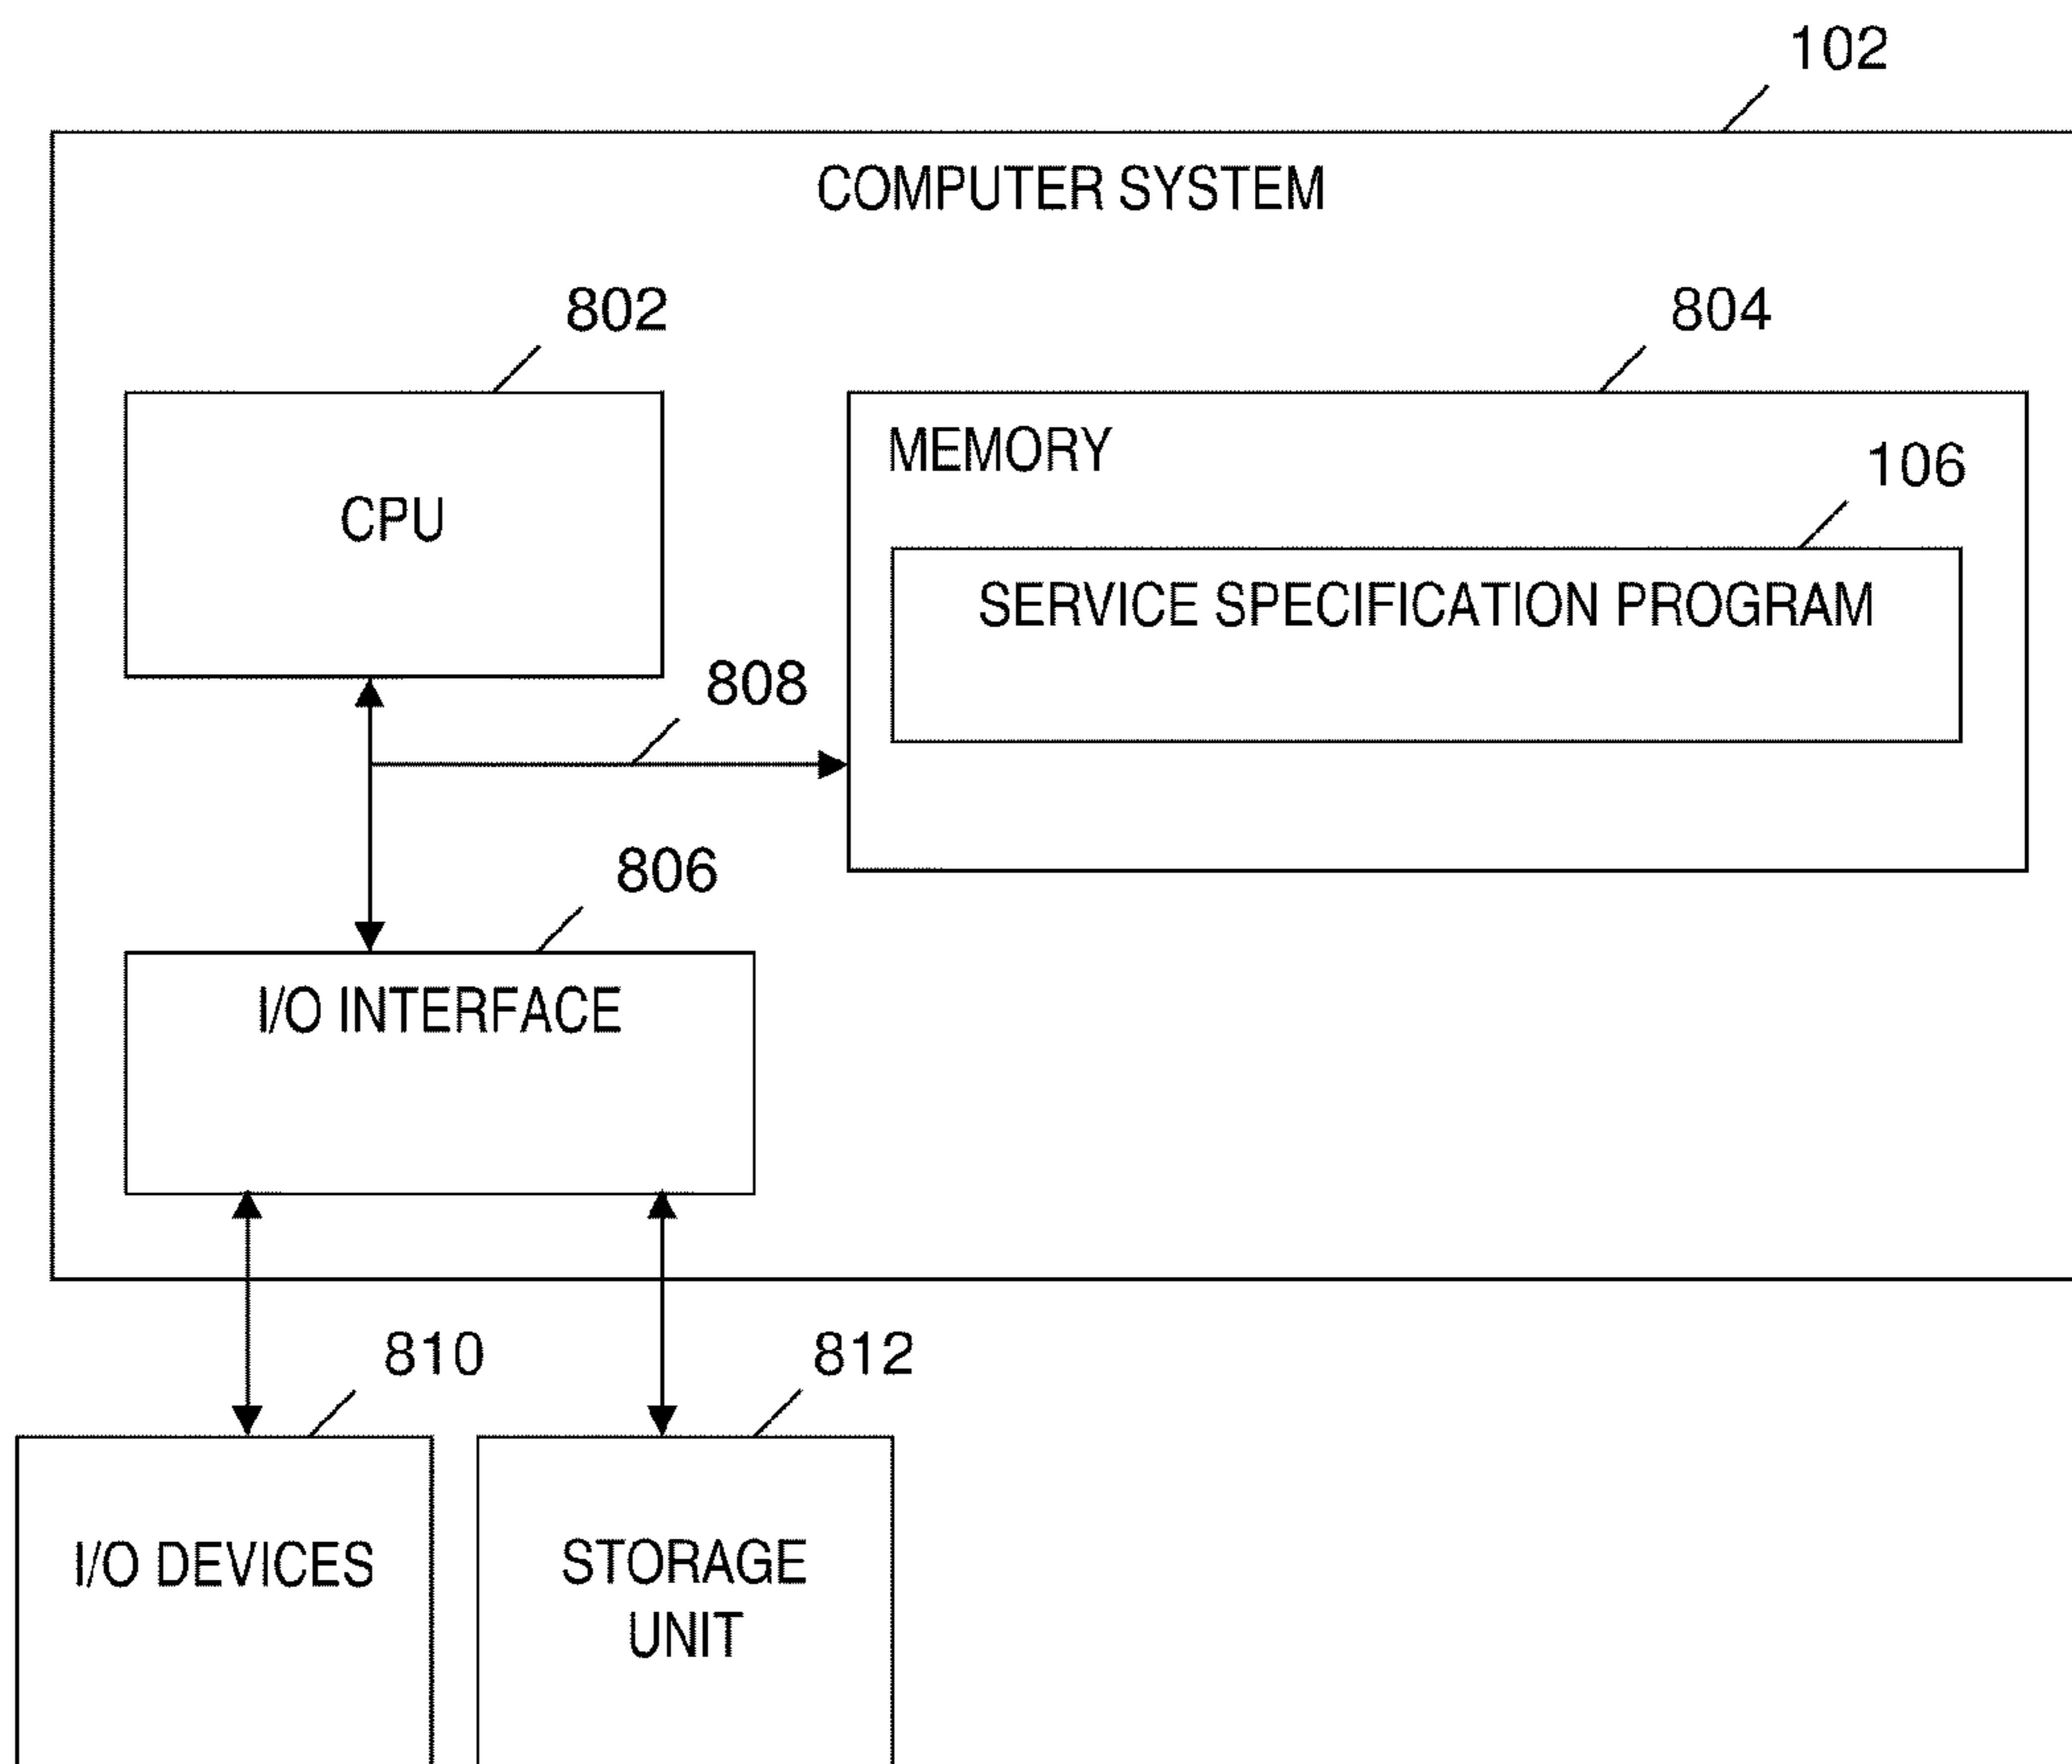 102
COMPUTER SYSTEM
802
804
MEMORY
106
CPU
SERVICE SPECIFICATION PROGRAM
808
806
I/O INTERFACE
810
812
I/O DEVICES
STORAGE
UNIT